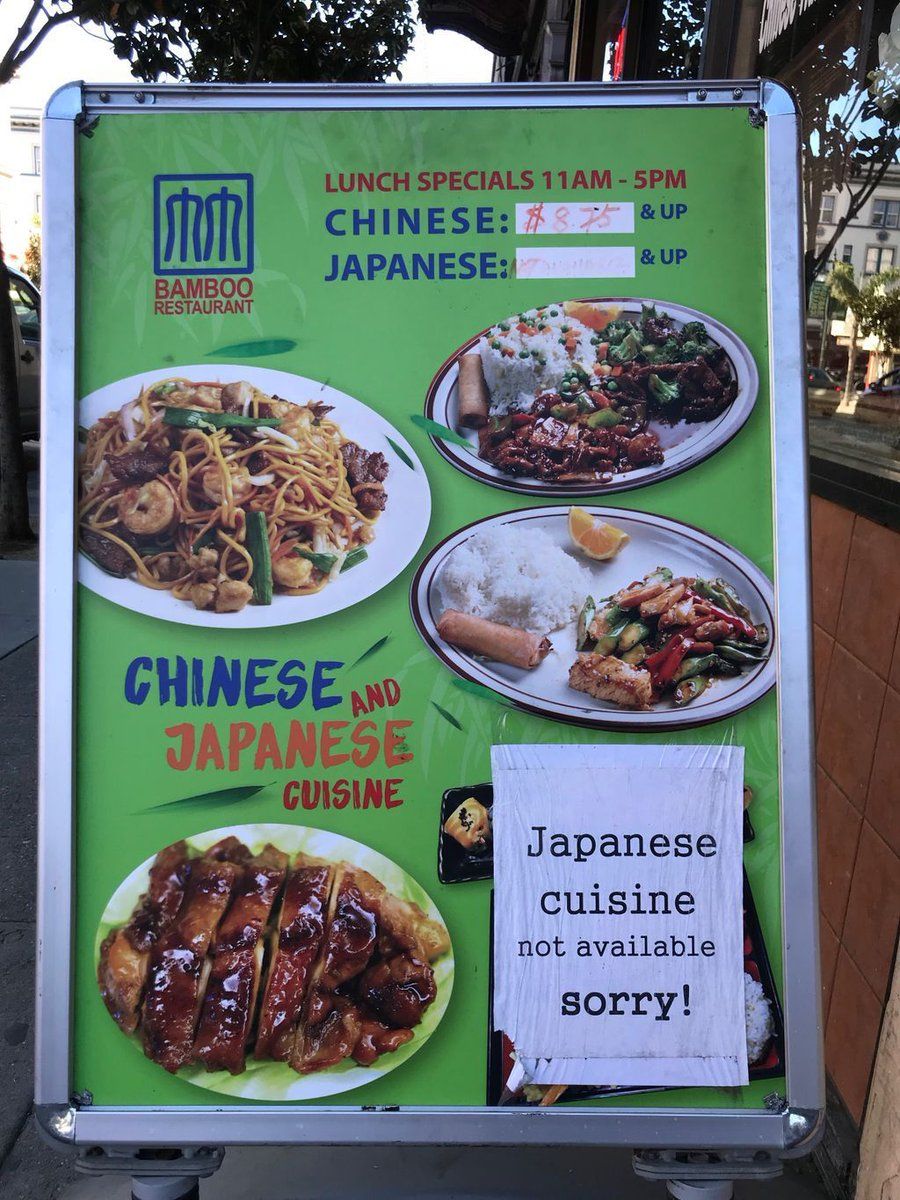 LUNCH SPECIALS 11AM - 5PM
CHINESE: $8.75 & UP
JAPANESE: & UP
BAMBOO
RESTAURANT
CHINESE AND
JAPANESE
CUISINE
Japanese
cuisine
not available
sorry!